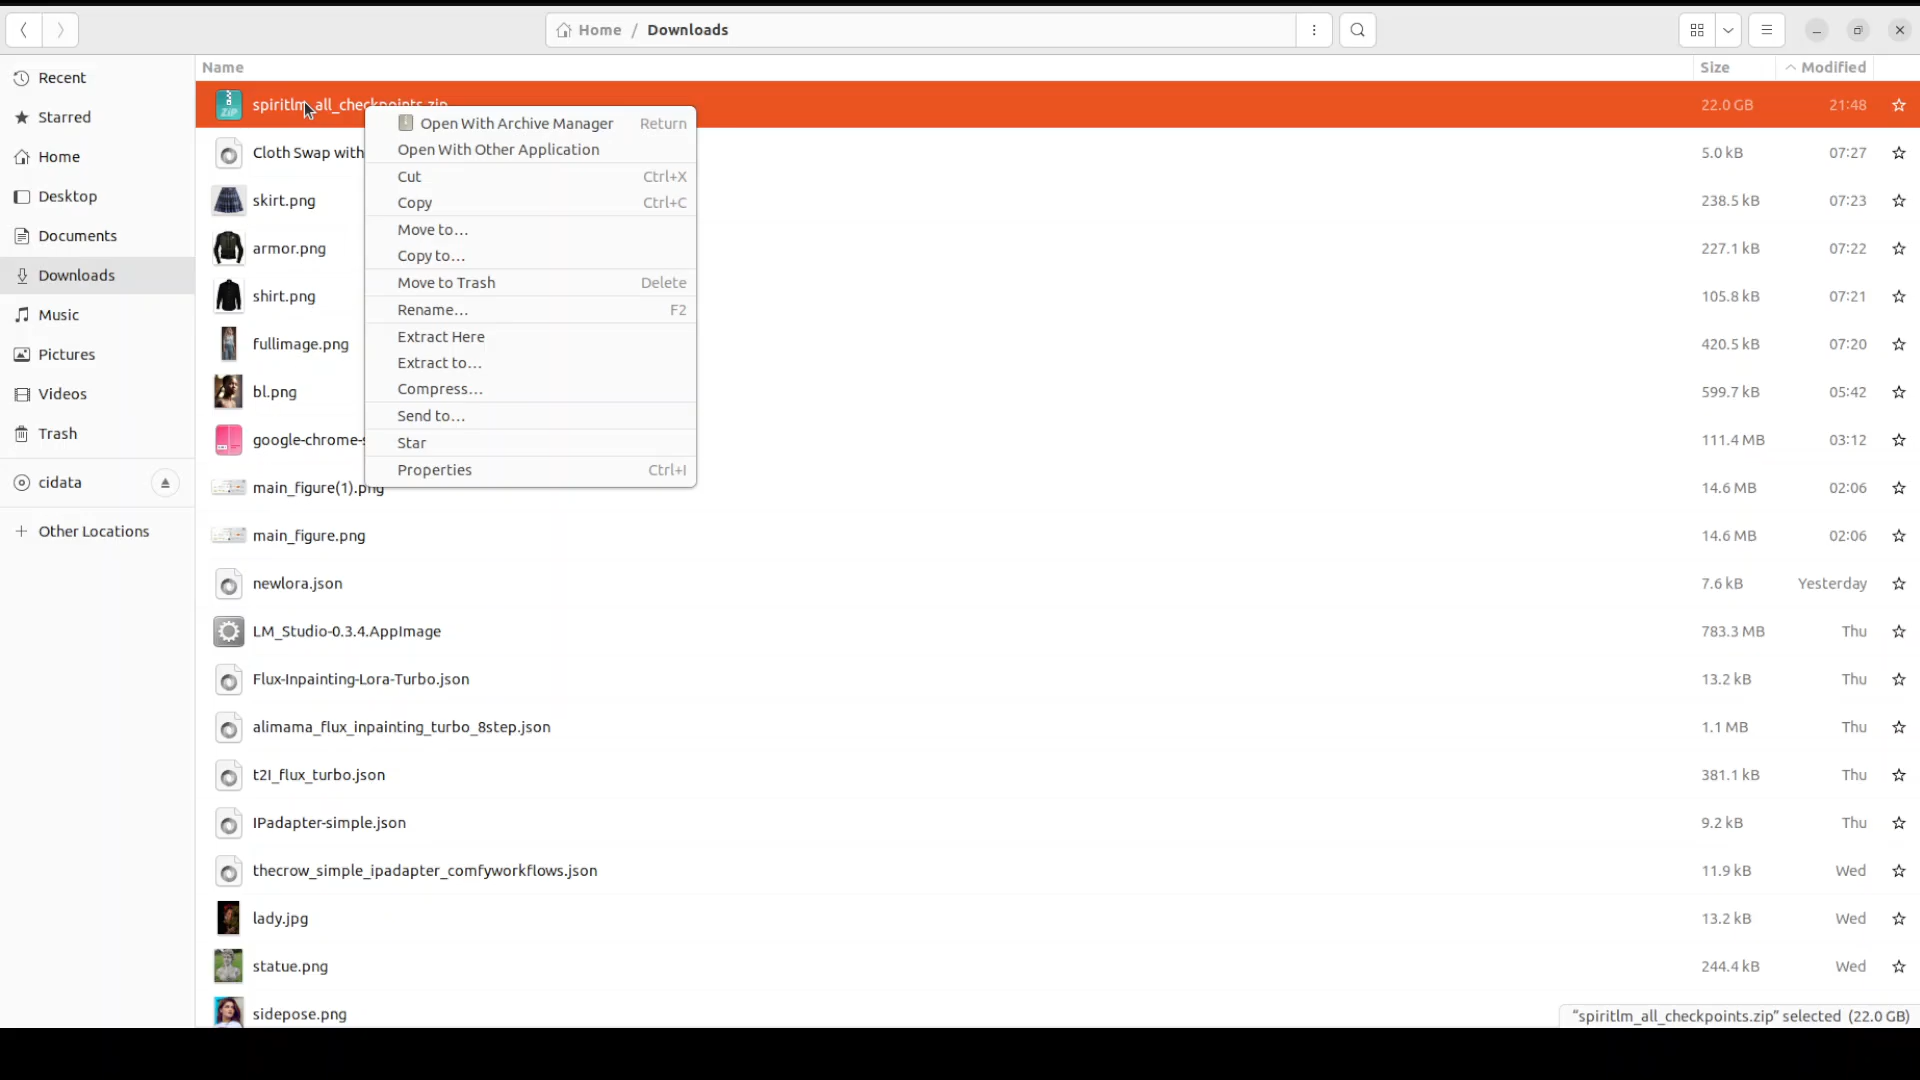 Home / Downloads
Name Size Modified
Recent
Starred
Home
Desktop
Documents
Downloads
Music
Pictures
Videos
Trash
cidata
Other Locations
spiritlm_all_checkpoints.zip 22.0 GB 21:48
Cloth Swap with 5.0 kB 07:27
skirt.png 238.5 kB 07:23
armor.png 227.1 kB 07:22
shirt.png 105.8 kB 07:21
fullimage.png 420.5 kB 07:20
bl.png 599.7 kB 05:42
google-chrome-s 111.4 MB 03:12
main_figure(1).png 14.6 MB 02:06
main_figure.png 14.6 MB 02:06
newlora.json 7.6 kB Yesterday
LM_Studio-0.3.4.AppImage 783.3 MB Thu
Flux-Inpainting-Lora-Turbo.json 13.2 kB Thu
alimama_flux_inpainting_turbo_8step.json 1.1 MB Thu
t2I_flux_turbo.json 381.1 kB Thu
IPadapter-simple.json 9.2 kB Thu
thecrow_simple_ipadapter_comfyworkflows.json 11.9 kB Wed
lady.jpg 13.2 kB Wed
statue.png 244.4 kB Wed
sidepose.png
Open With Archive Manager Return
Open With Other Application
Cut Ctrl+X
Copy Ctrl+C
Move to…
Copy to…
Move to Trash Delete
Rename… F2
Extract Here
Extract to…
Compress…
Send to…
Star
Properties Ctrl+I
"spiritlm_all_checkpoints.zip" selected (22.0 GB)